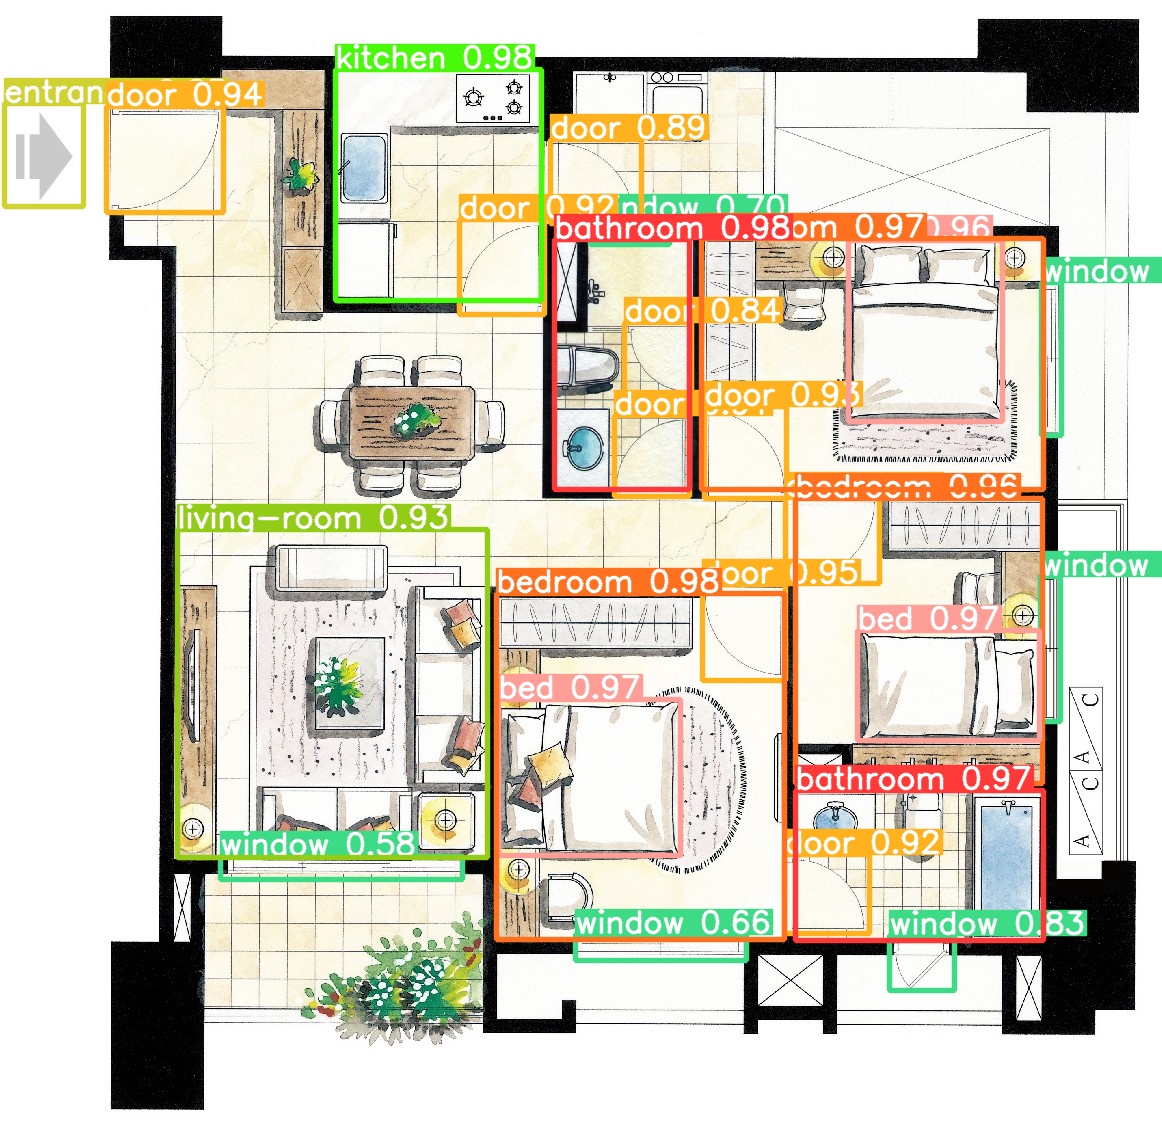 kitchen 0.98
entran
door 0.94
door 0.89
door 0.92
ndow 0.70
bathroom 0.98
om 0.97
0.96
window
door 0.84
door 0.93
door
bedroom 0.96
living-room 0.93
window
bedroom 0.98
door 0.95
bed 0.97
bed 0.97
C
A
bathroom 0.97
C
A
window 0.58
door 0.92
window 0.66
window 0.83